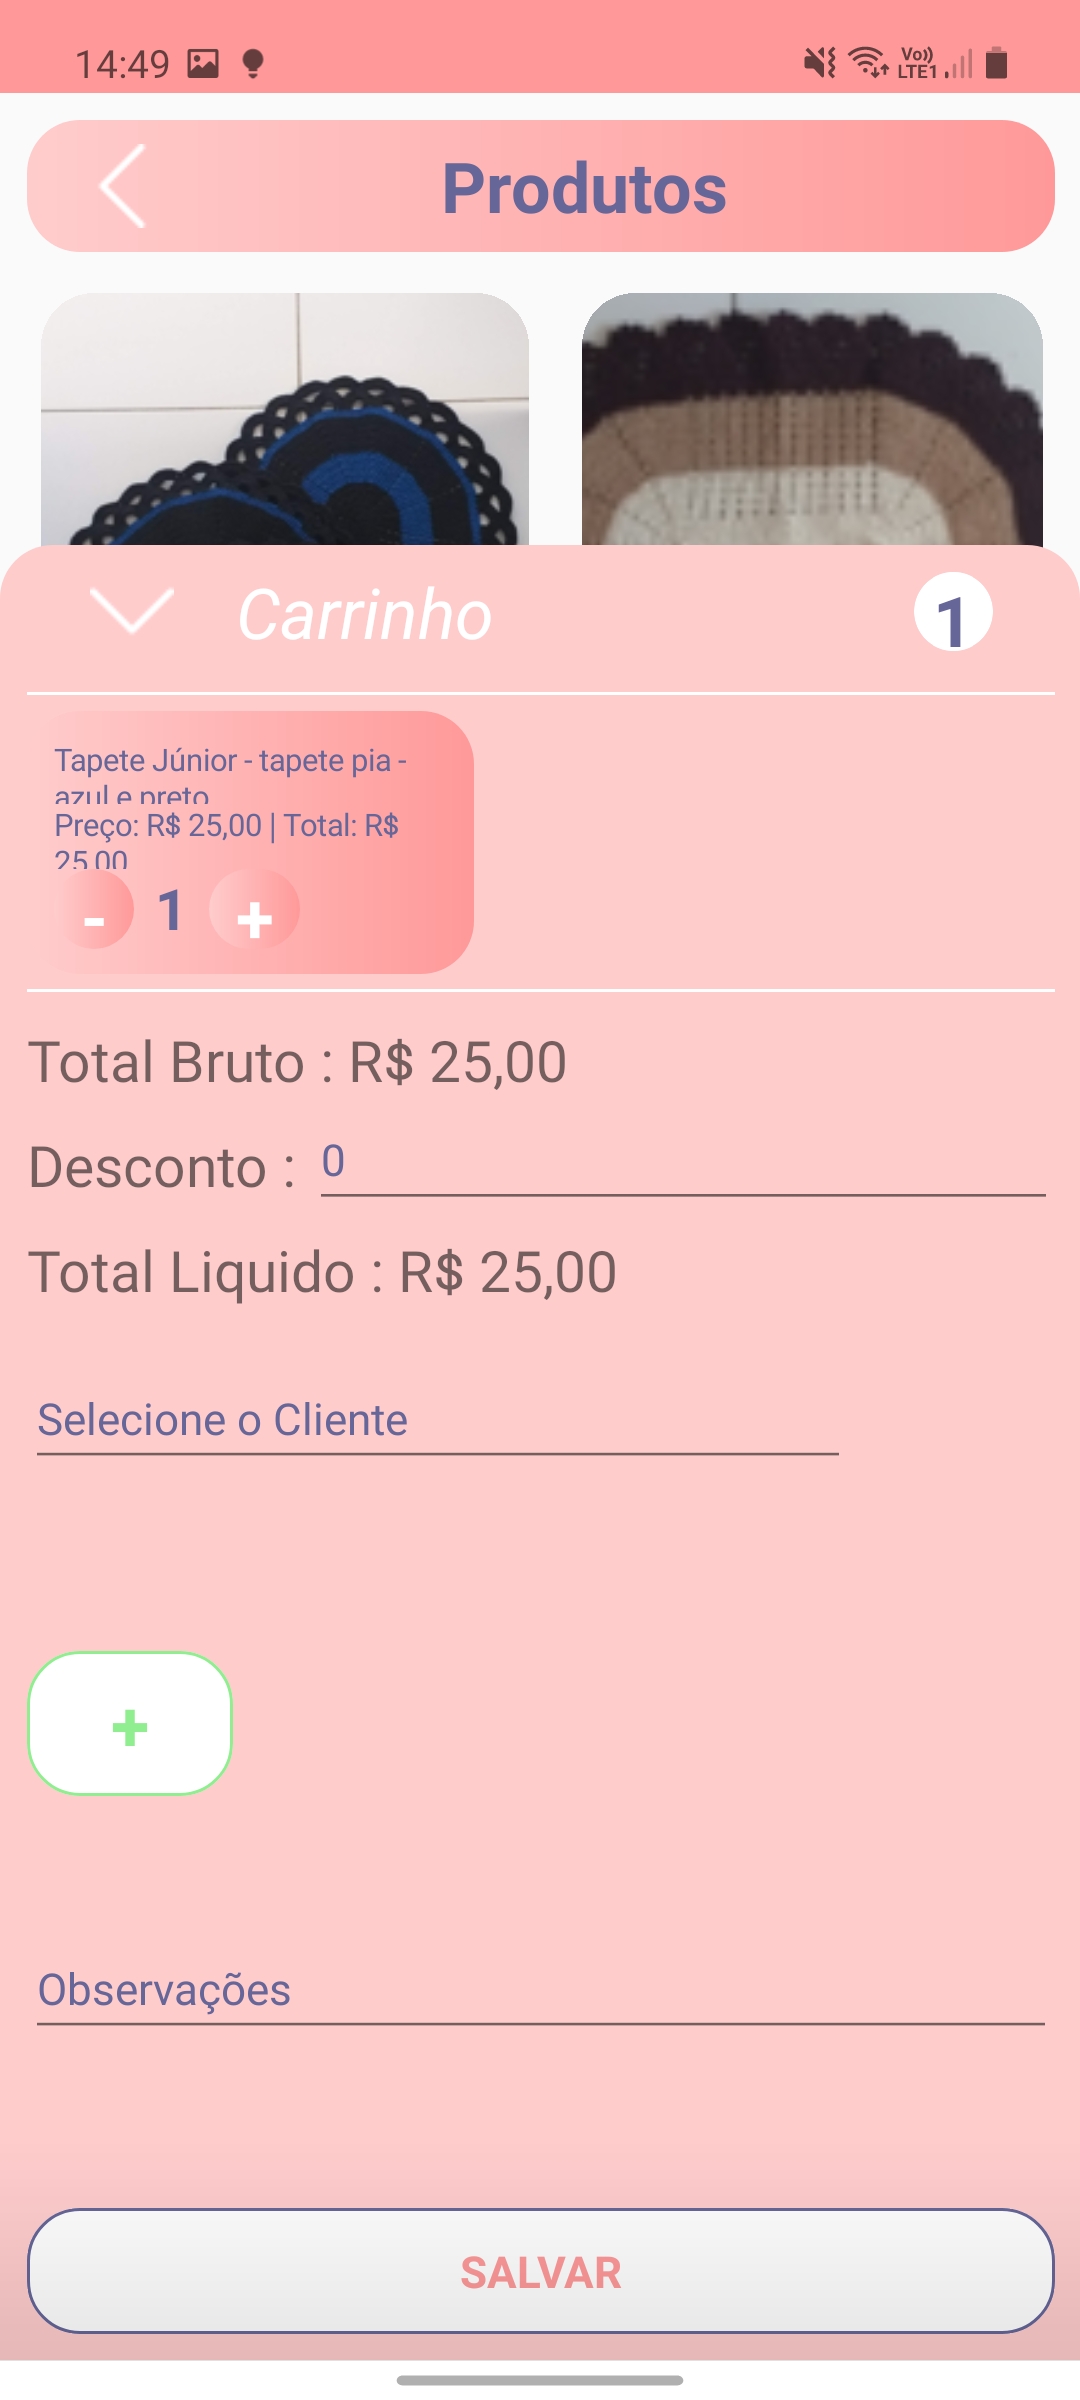 14:49
Vo))
LTE1
Produtos
Carrinho
1
Tapete Júnior - tapete pia -
azul e preto
Preço: R$ 25,00 | Total: R$
25,00
- 1 +
Total Bruto : R$ 25,00
Desconto : 0
Total Liquido : R$ 25,00
Selecione o Cliente
+
Observações
SALVAR